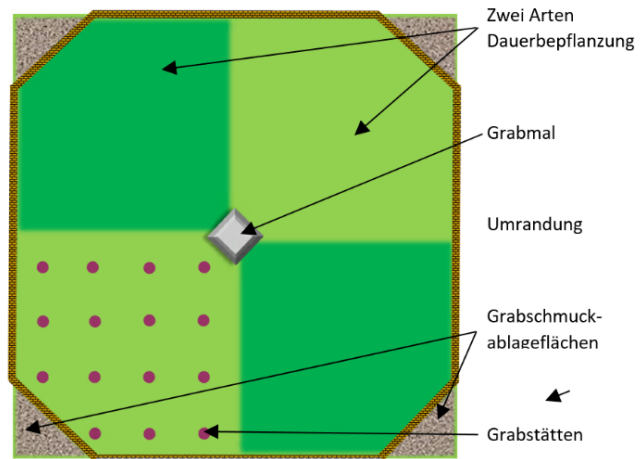 Zwei Arten
Dauerbepflanzung
Grabmal
Umrandung
Grabschmuck-
ablageflächen
Grabstätten